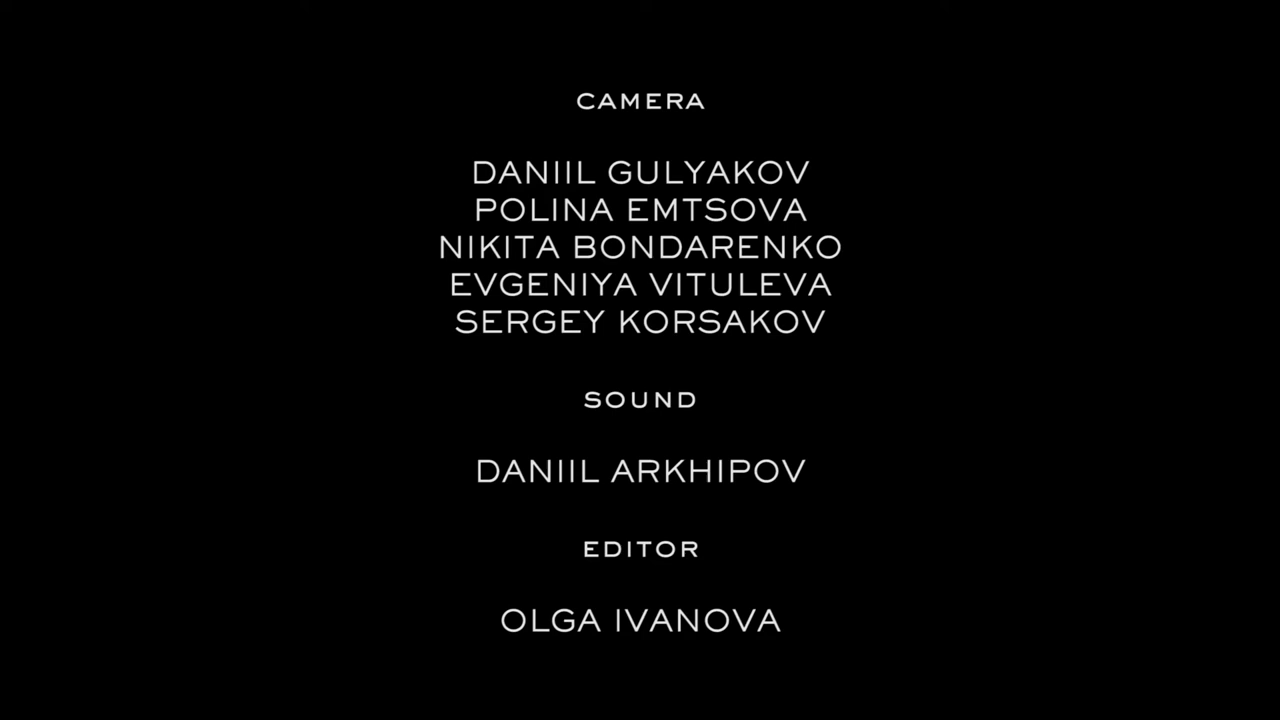 CAMERA
DANIIL GULYAKOV
POLINA EMTSOVA
NIKITA BONDARENKO
EVGENIYA VITULEVA
SERGEY KORSAKOV
SOUND
DANIIL ARKHIPOV
EDITOR
OLGA IVANOVA